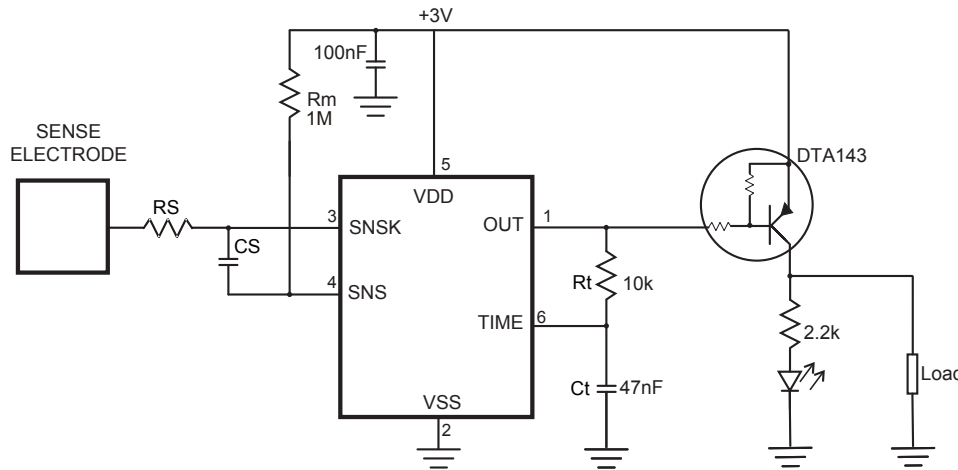 +3V
100nF
Rm
1M
SENSE
ELECTRODE
RS
CS
3
SNSK
4
SNS
5
VDD
OUT
1
TIME
6
VSS
2
Rt
10k
Ct
47nF
DTA143
2.2k
Load